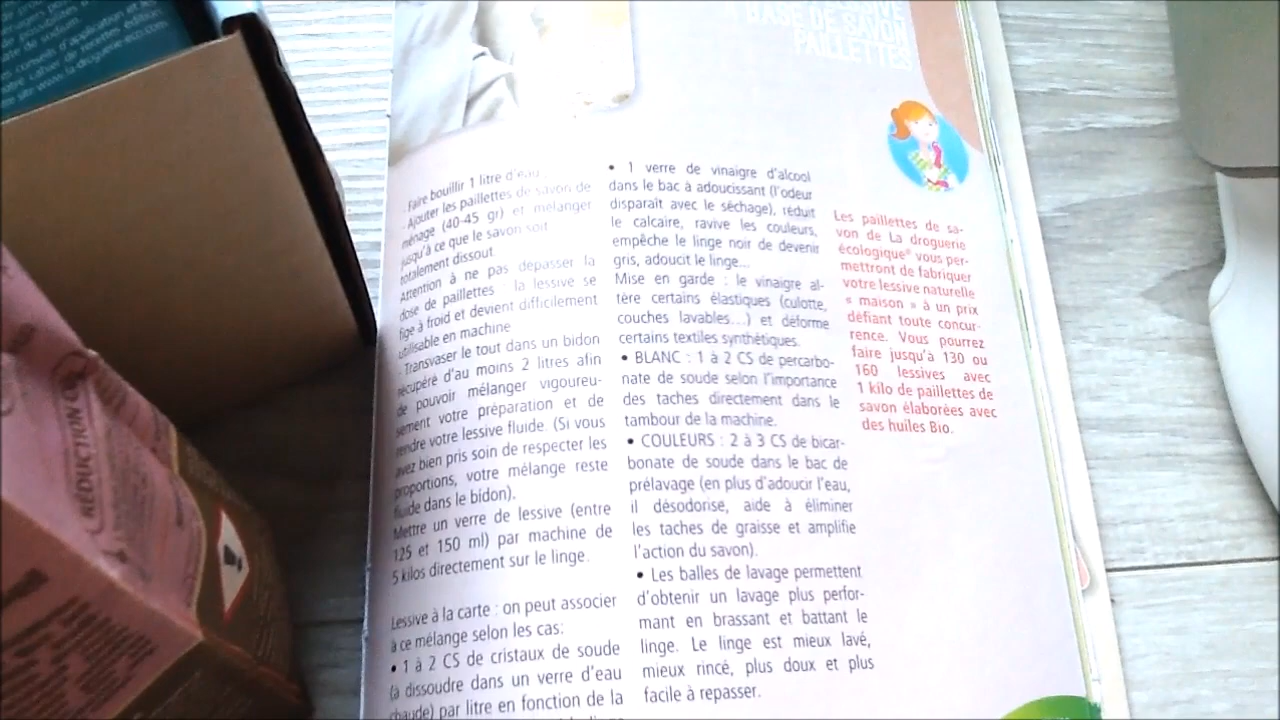 BASE DE SAVON
PAILLETTES
Faire bouillir 1 litre d'eau
Ajouter les paillettes de savon de
ménage (40-45 gr) et mélanger
jusqu'à ce que le savon soit
totalement dissout.
Attention à ne pas dépasser la
dose de paillettes : la lessive se
fige à froid et devient difficilement
utilisable en machine
Transvaser le tout dans un bidon
récupéré d'au moins 2 litres afin
de pouvoir mélanger vigoureu-
sement votre préparation et de
rendre votre lessive fluide. (Si vous
avez bien pris soin de respecter les
proportions, votre mélange reste
fluide dans le bidon).
Mettre un verre de lessive (entre
125 et 150 ml) par machine de
5 kilos directement sur le linge.
Lessive à la carte : on peut associer
à ce mélange selon les cas:
• 1 à 2 CS de cristaux de soude
(à dissoudre dans un verre d'eau
chaude) par litre en fonction de la
• 1 verre de vinaigre d'alcool
dans le bac à adoucissant (l'odeur
disparaît avec le séchage), réduit
le calcaire, ravive les couleurs,
empêche le linge noir de devenir
gris, adoucit le linge...
Mise en garde : le vinaigre al-
tère certains élastiques (culotte,
couches lavables...) et déforme
certains textiles synthétiques.
• BLANC : 1 à 2 CS de percarbo-
nate de soude selon l'importance
des taches directement dans le
tambour de la machine.
• COULEURS : 2 à 3 CS de bicar-
bonate de soude dans le bac de
prélavage (en plus d'adoucir l'eau,
il désodorise, aide à éliminer
les taches de graisse et amplifie
l'action du savon).
• Les balles de lavage permettent
d'obtenir un lavage plus perfor-
mant en brassant et battant le
linge. Le linge est mieux lavé,
mieux rincé, plus doux et plus
facile à repasser.
Les paillettes de sa-
von de La droguerie
écologique® vous per-
mettront de fabriquer
votre lessive naturelle
« maison » à un prix
défiant toute concur-
rence. Vous pourrez
faire jusqu'à 130 ou
160 lessives avec
1 kilo de paillettes de
savon élaborées avec
des huiles Bio.
RÉDUCTION